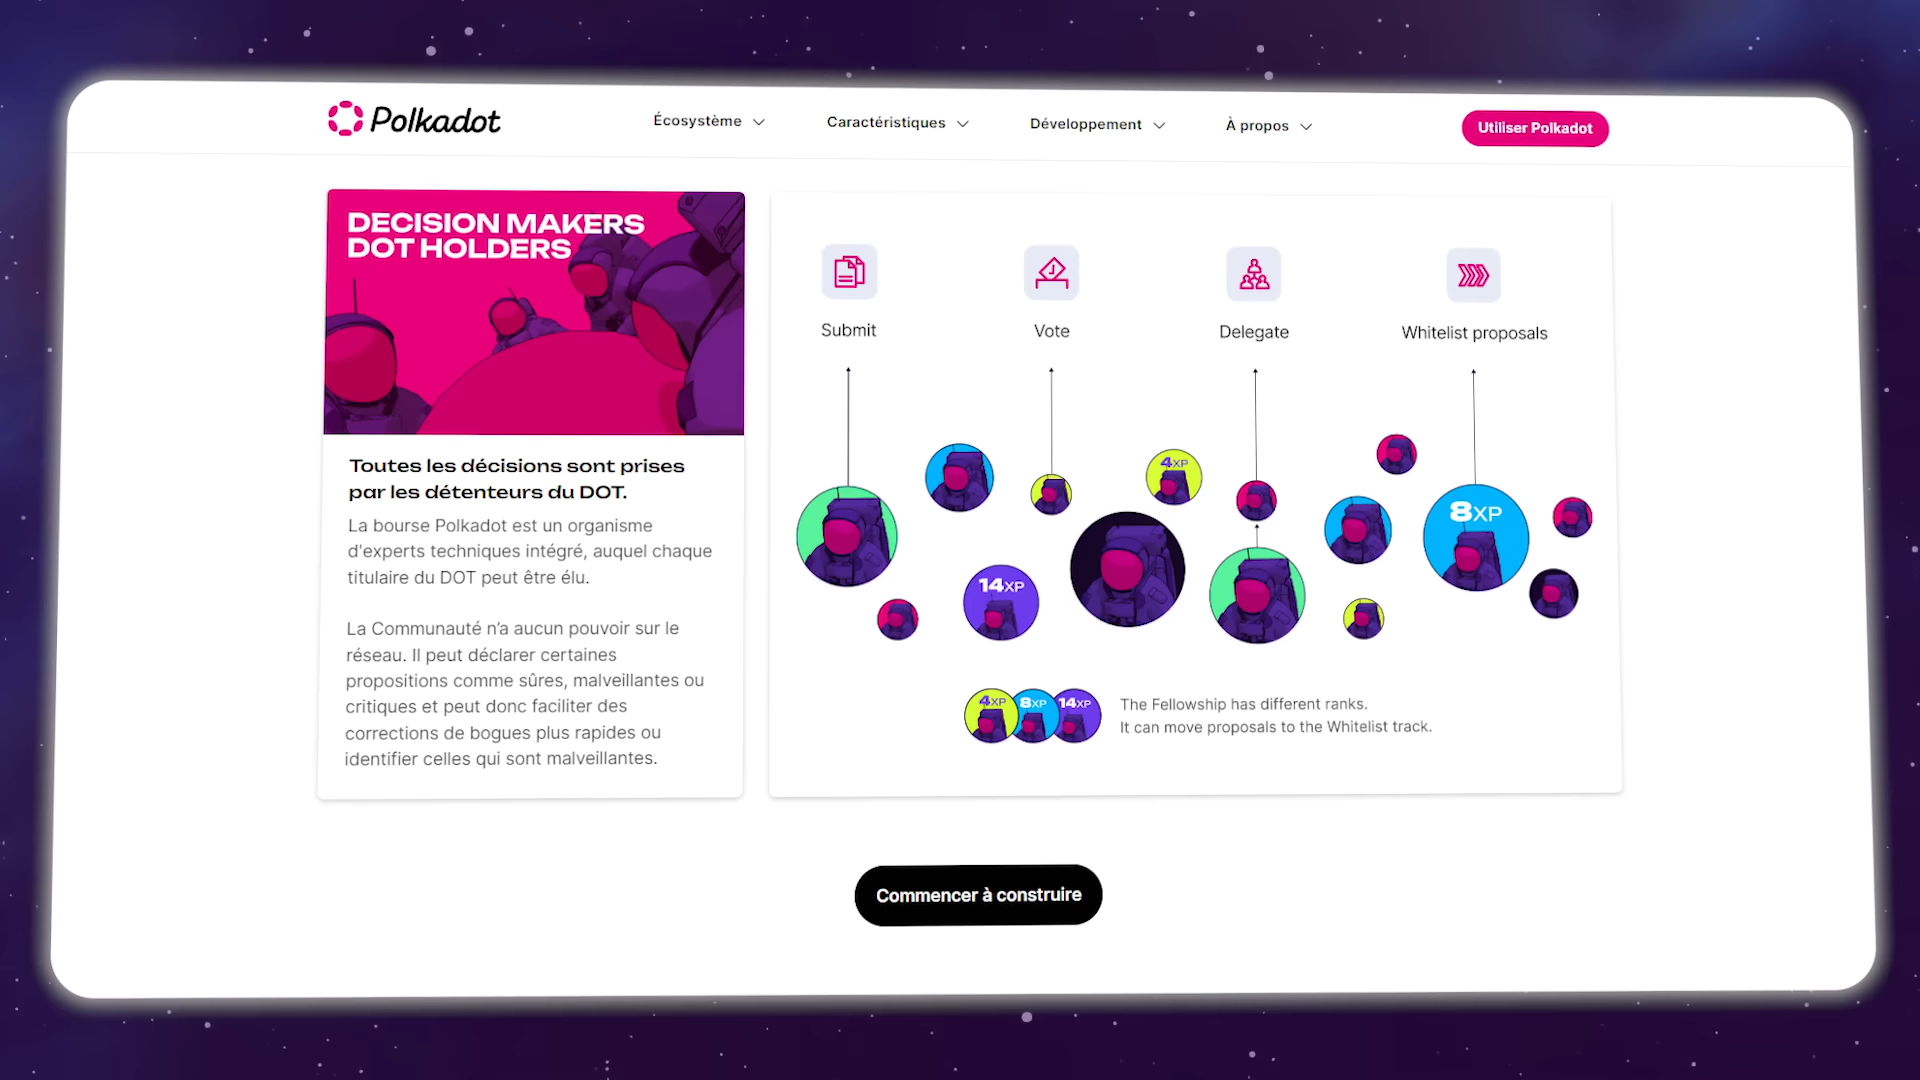 Polkadot
Écosystème
Caractéristiques
Développement
À propos
Utiliser Polkadot
DECISION MAKERS
DOT HOLDERS
Toutes les décisions sont prises
par les détenteurs du DOT.
La bourse Polkadot est un organisme
d'experts techniques intégré, auquel chaque
titulaire du DOT peut être élu.
La Communauté n’a aucun pouvoir sur le
réseau. Il peut déclarer certaines
propositions comme sûres, malveillantes ou
critiques et peut donc faciliter des
corrections de bogues plus rapides ou
identifier celles qui sont malveillantes.
Submit
Vote
Delegate
Whitelist proposals
4XP
8XP
14XP
4XP
8XP
14XP
The Fellowship has different ranks.
It can move proposals to the Whitelist track.
Commencer à construire